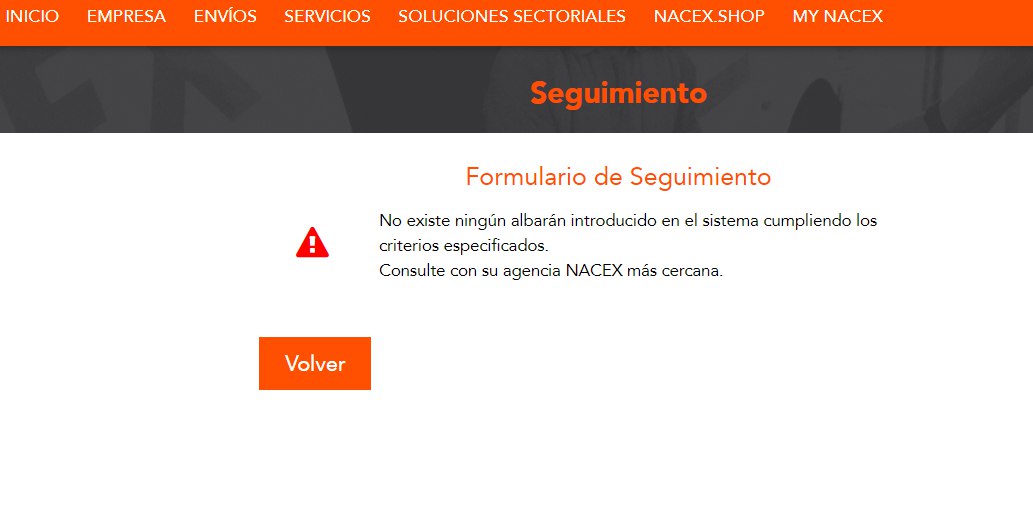 INICIO EMPRESA ENVÍOS SERVICIOS SOLUCIONES SECTORIALES NACEX.SHOP MY NACEX
Seguimiento
Formulario de Seguimiento
No existe ningún albarán introducido en el sistema cumpliendo los
criterios especificados.
Consulte con su agencia NACEX más cercana.
Volver